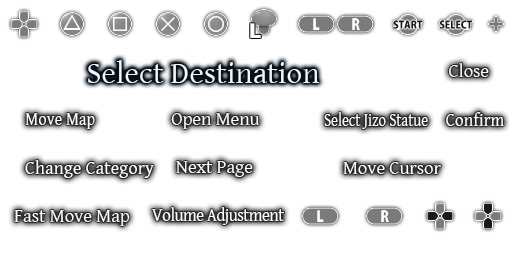 L L R START SELECT
Select Destination Close
Move Map Open Menu Select Jizo Statue Confirm
Change Category Next Page Move Cursor
Fast Move Map Volume Adjustment L R